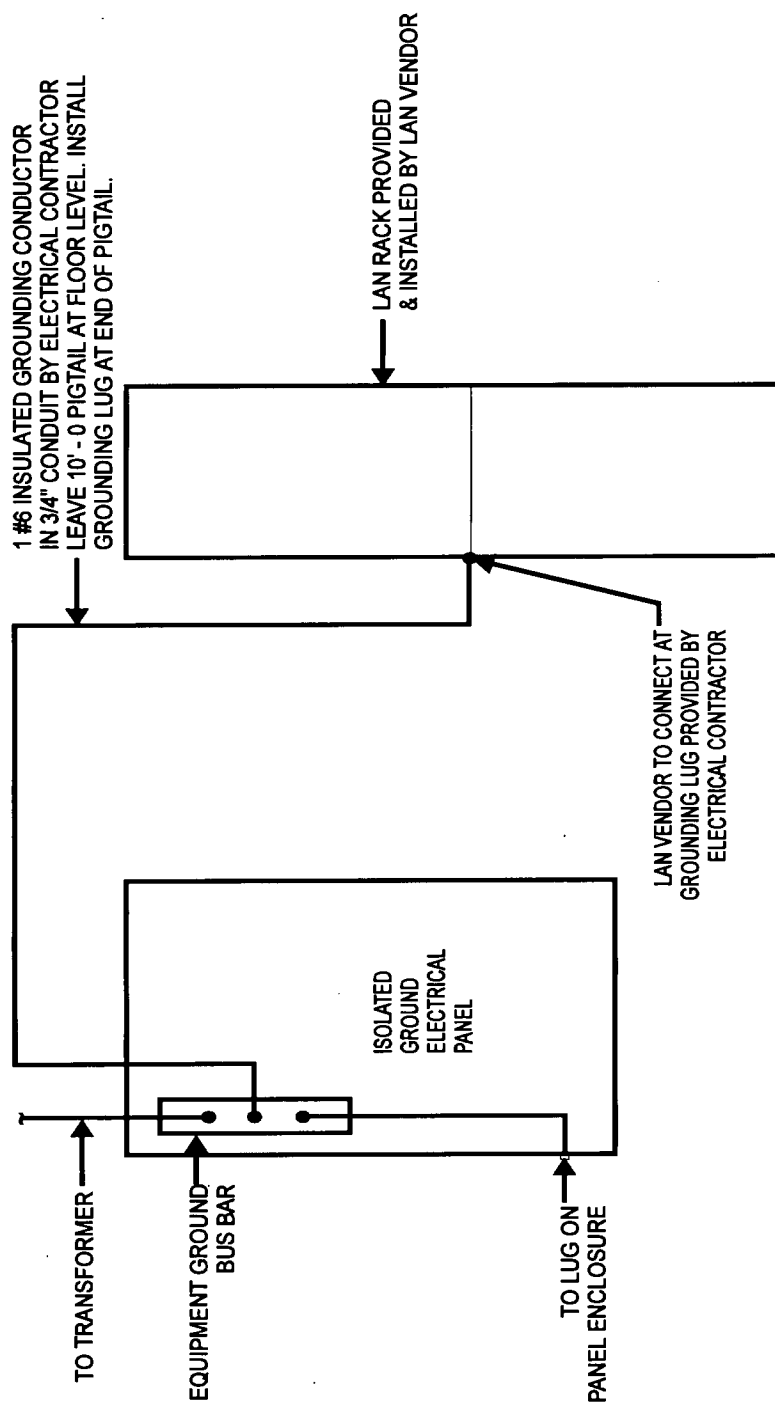 1 #6 INSULATED GROUNDING CONDUCTOR
IN 3/4" CONDUIT BY ELECTRICAL CONTRACTOR
LEAVE 10' - 0 PIGTAIL AT FLOOR LEVEL. INSTALL
GROUNDING LUG AT END OF PIGTAIL.
TO TRANSFORMER
EQUIPMENT GROUND
BUS BAR
ISOLATED
GROUND
ELECTRICAL
PANEL
TO LUG ON
PANEL ENCLOSURE
LAN RACK PROVIDED
& INSTALLED BY LAN VENDOR
LAN VENDOR TO CONNECT AT
GROUNDING LUG PROVIDED BY
ELECTRICAL CONTRACTOR